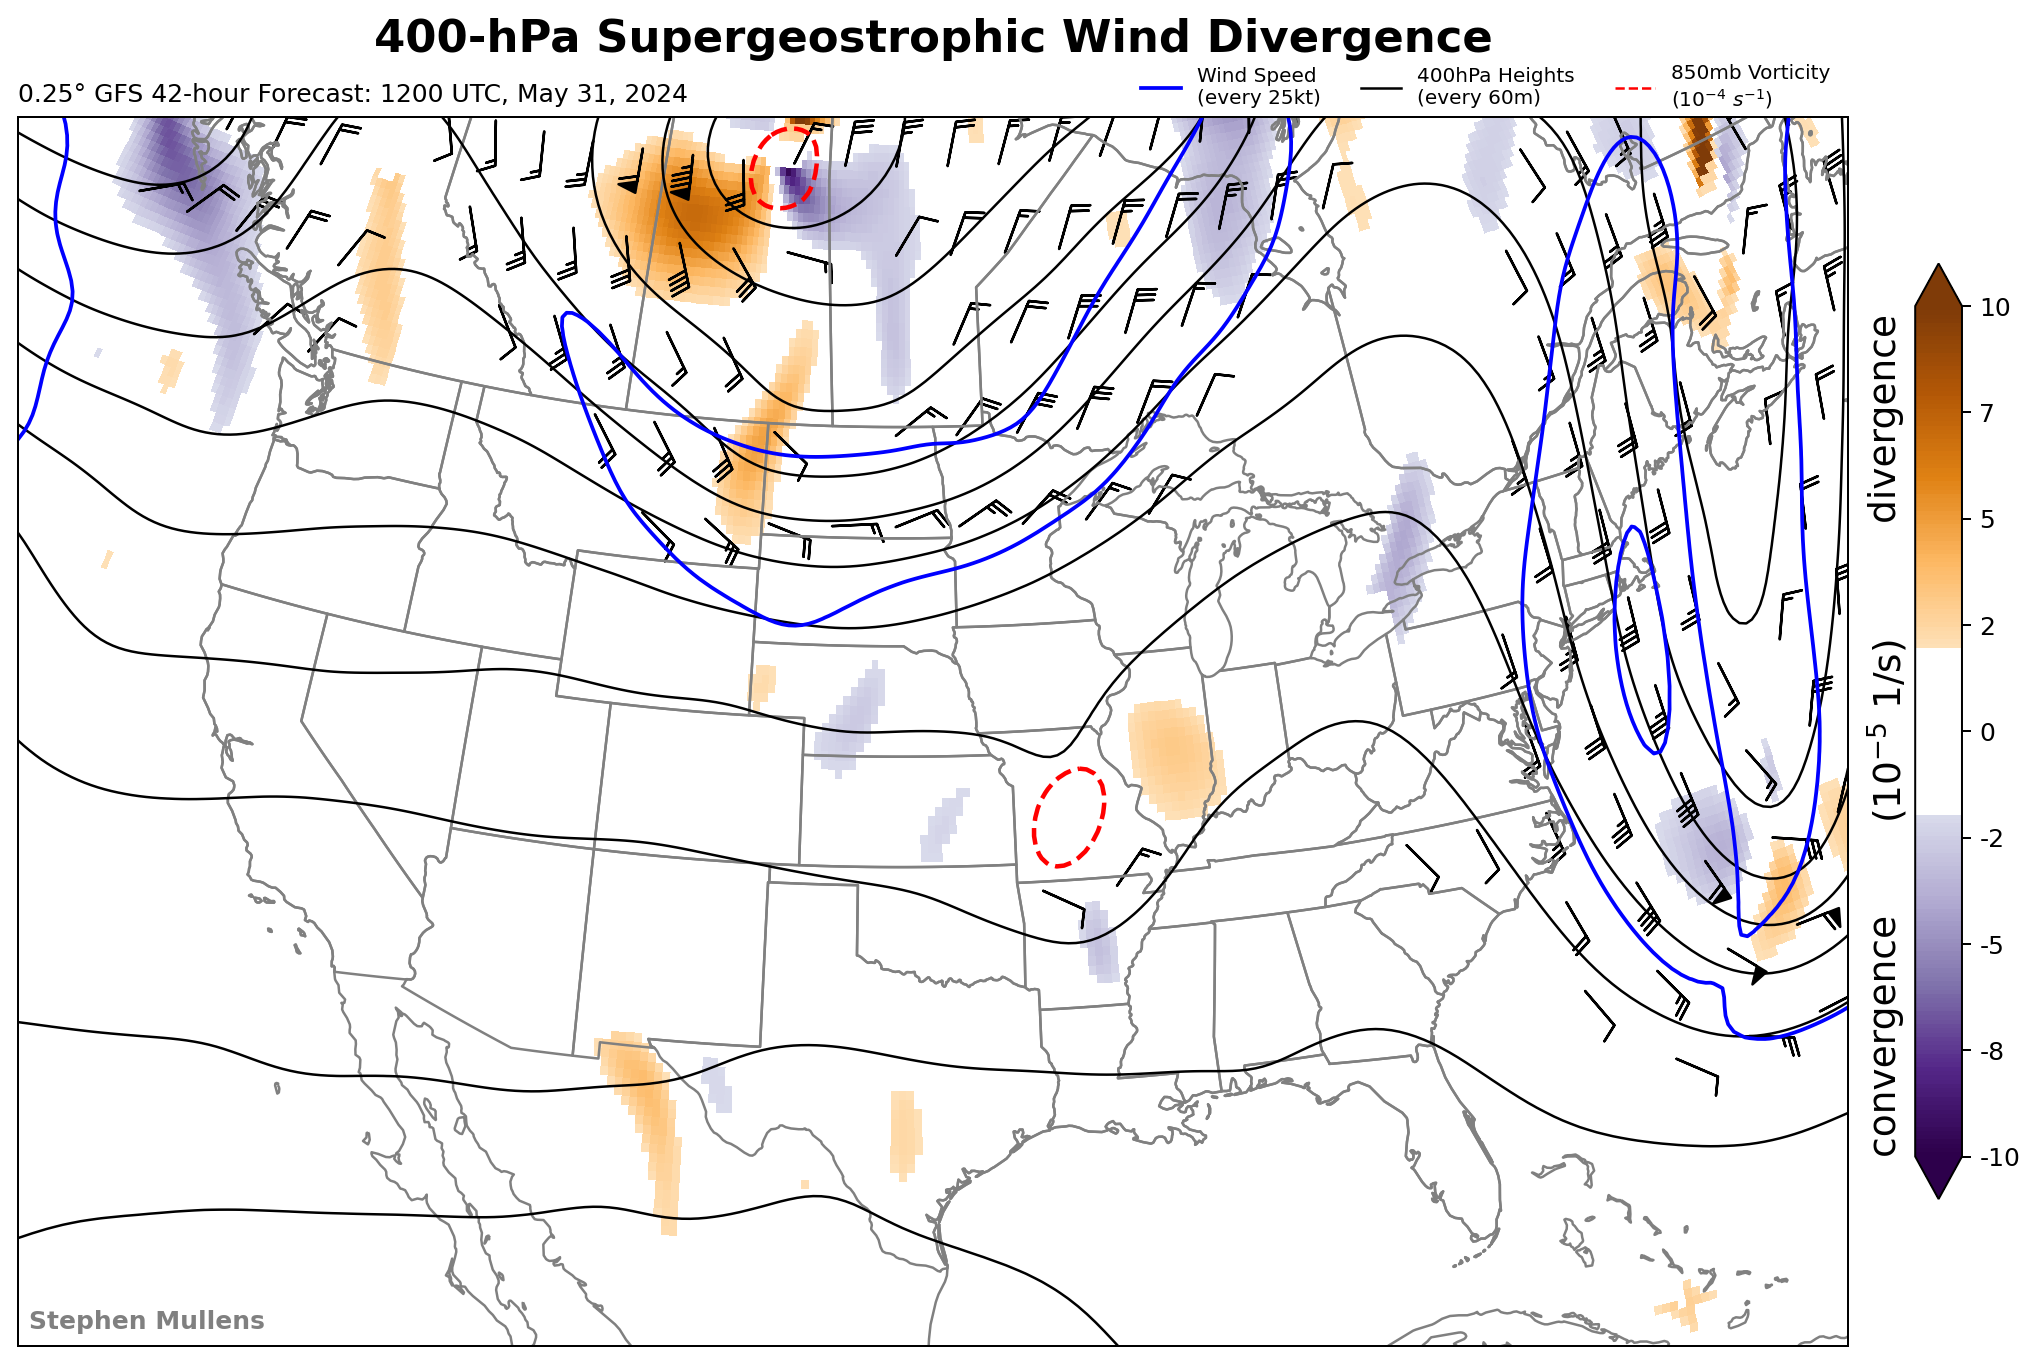 400-hPa Supergeostrophic Wind Divergence
0.25° GFS 42-hour Forecast: 1200 UTC, May 31, 2024
Wind Speed
(every 25kt)
400hPa Heights
(every 60m)
850mb Vorticity
(10⁻⁴ s⁻¹)
10
7
5
2
0
-2
-5
-8
-10
convergence (10⁻⁵ 1/s) divergence
Stephen Mullens